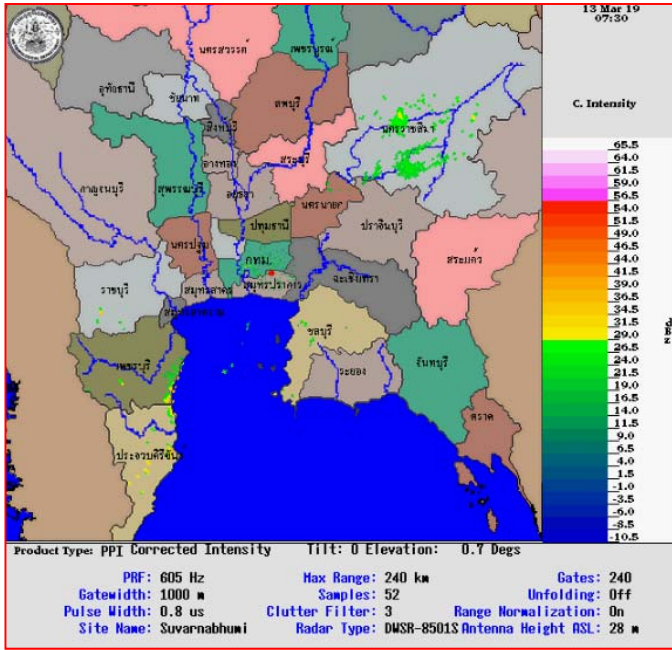 13 Mar 19
07:30
C. Intensity
นครสวรรค์
เพชรบูรณ์
อุทัยธานี
ชัยนาท
ลพบุรี
สิงห์บุรี
นครราชสีมา
อ่างทอง
สระบุรี
กาญจนบุรี
สุพรรณบุรี
อยุธยา
นครนายก
ปทุมธานี
ปราจีนบุรี
นครปฐม
กทม.
สระแก้ว
ราชบุรี
สมุทรสาคร
สมุทรปราการ
ฉะเชิงเทรา
สมุทรสงคราม
ชลบุรี
เพชรบุรี
ระยอง
จันทบุรี
ตราด
ประจวบคีรีขันธ์
65.5
64.0
61.5
59.0
56.5
54.0
51.5
49.0
46.5
44.0
41.5
39.0
36.5
34.0
31.5
29.0
26.5
24.0
21.5
19.0
16.5
14.0
11.5
9.0
6.5
4.0
1.5
-1.0
-3.5
-6.0
-8.5
-10.5
Product Type: PPI Corrected Intensity Tilt: 0 Elevation: 0.7 Degs
PRF: 605 Hz Max Range: 240 km Gates: 240
Gatewidth: 1000 m Samples: 52 Unfolding: Off
Pulse Width: 0.8 us Clutter Filter: 3 Range Normalization: On
Site Name: Suvarnabhumi Radar Type: DWSR-8501S Antenna Height ASL: 28 m